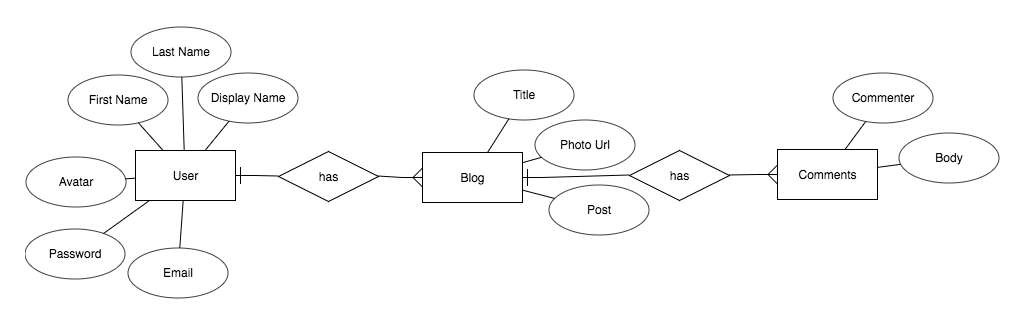 Last Name
First Name
Display Name
Avatar
User
Password
Email
has
Title
Photo Url
Blog
Post
has
Commenter
Body
Comments